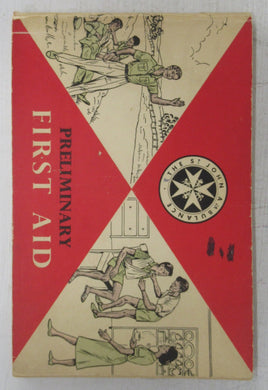 PRELIMINARY
FIRST AID
THE ST JOHN AMBULANCE